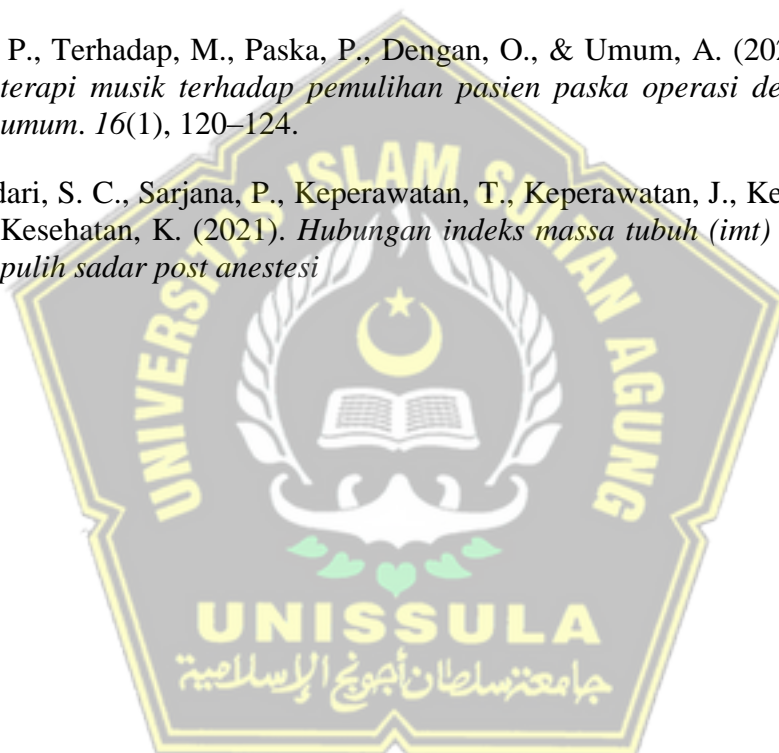 P., Terhadap, M., Paska, P., Dengan, O., & Umum, A. (202
terapi musik terhadap pemulihan pasien paska operasi de
umum. 16(1), 120–124.
dari, S. C., Sarjana, P., Keperawatan, T., Keperawatan, J., Ke
Kesehatan, K. (2021). Hubungan indeks massa tubuh (imt)
pulih sadar post anestesi
UNIVERSITAS ISLAM SULTAN AGUNG
UNISSULA
جامعة سلطان أجونج الإسلامية